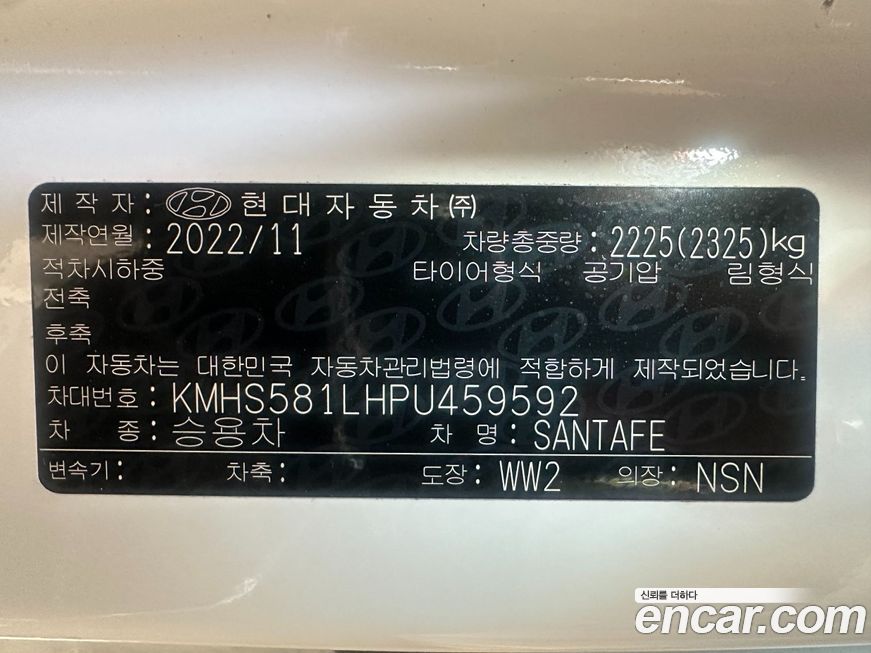 제 작 자 : 현대자동차㈜
제작연월 : 2022/11 차량총중량 : 2225(2325)kg
적차시하중 타이어형식 공기압 림형식
전축
후축
이 자동차는 대한민국 자동차관리법령에 적합하게 제작되었습니다.
차대번호 : KMHS581LHPU459592
차 종 : 승용차 차 명 : SANTAFE
변속기 : 차축 : 도장 : WW2 의장 : NSN
신뢰를 더하다
encar.com